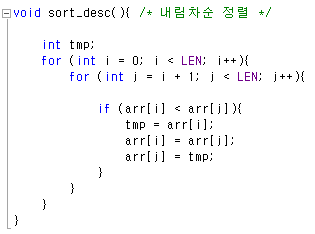 void sort_desc(){ /* 내림차순 정렬 */
int tmp;
for (int i = 0; i < LEN; i++){
for (int j = i + 1; j < LEN; j++){
if (arr[i] < arr[j]){
tmp = arr[i];
arr[i] = arr[j];
arr[j] = tmp;
}
}
}
}